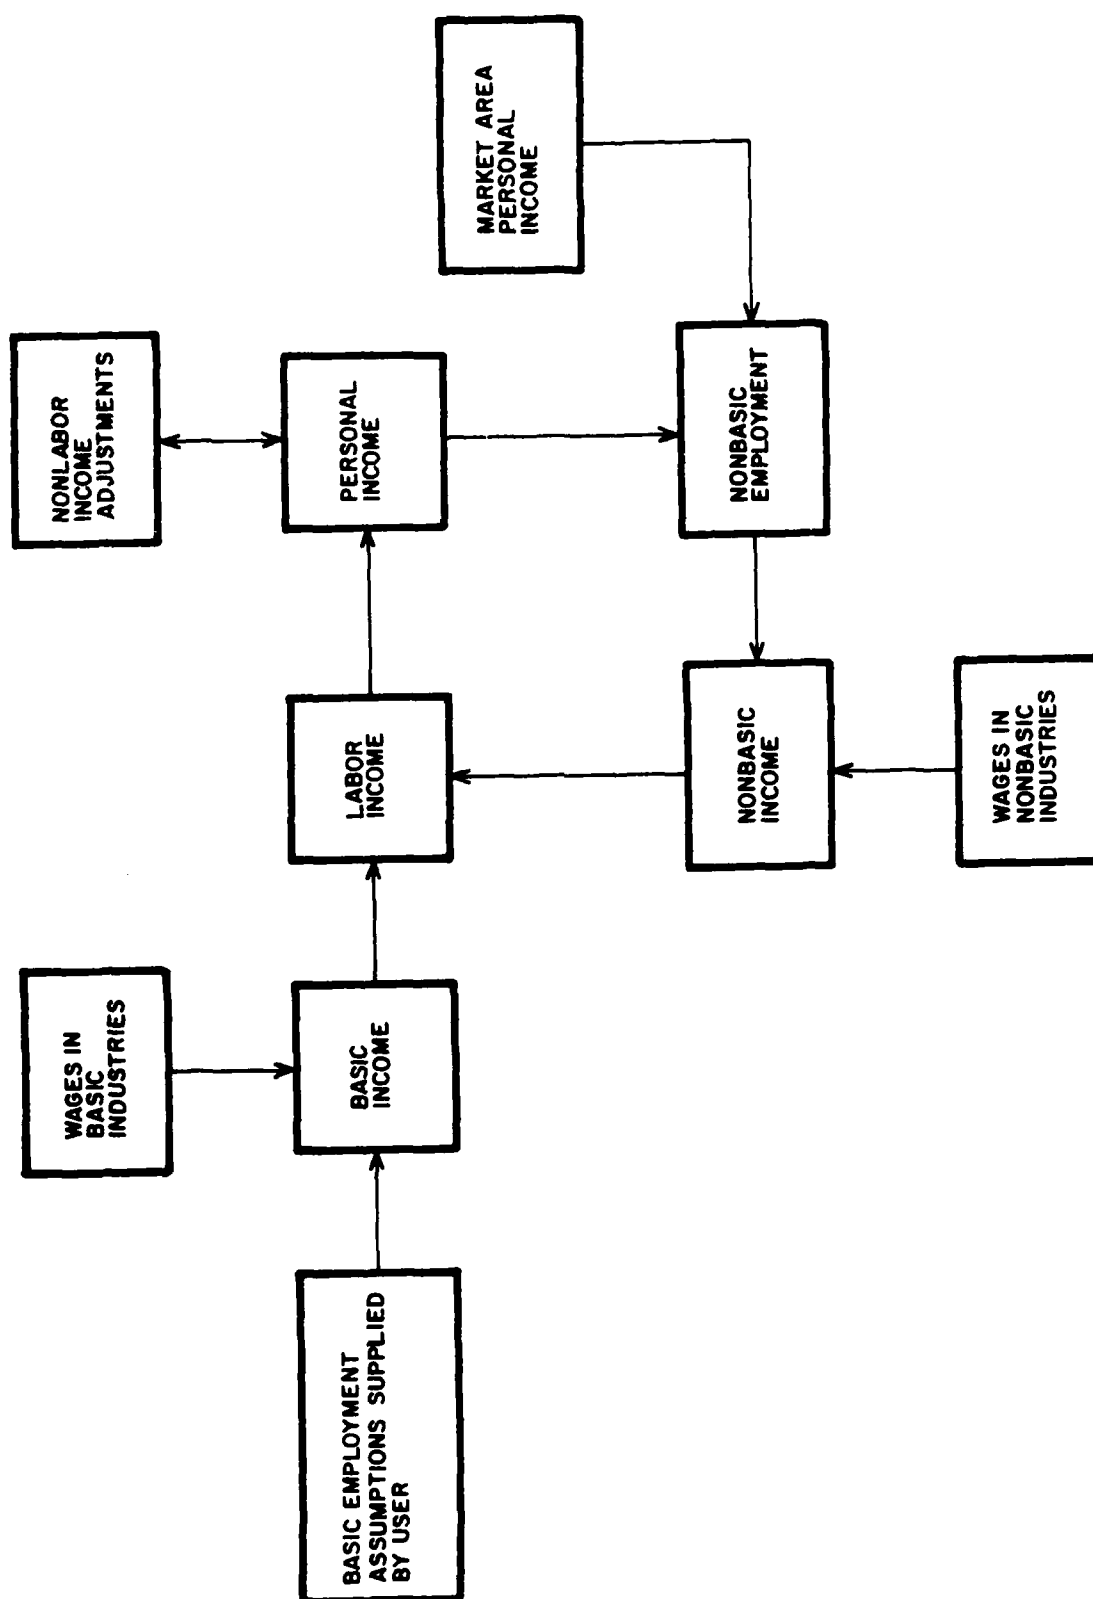 WAGES IN
BASIC
INDUSTRIES
NONLABOR
INCOME
ADJUSTMENTS
BASIC EMPLOYMENT
ASSUMPTIONS SUPPLIED
BY USER
BASIC
INCOME
LABOR
INCOME
PERSONAL
INCOME
MARKET AREA
PERSONAL
INCOME
NONBASIC
INCOME
NONBASIC
EMPLOYMENT
WAGES IN
NONBASIC
INDUSTRIES